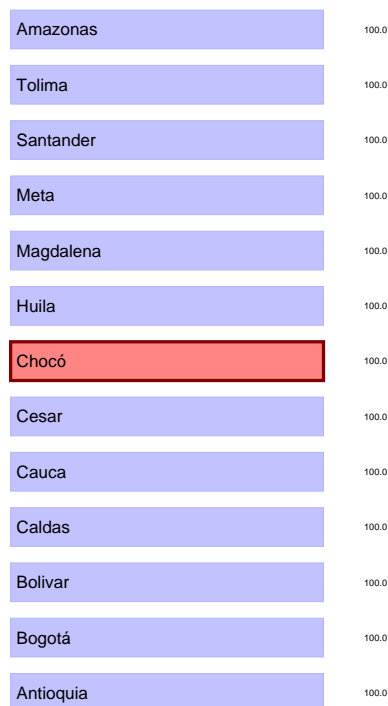 Amazonas 100.0
Tolima 100.0
Santander 100.0
Meta 100.0
Magdalena 100.0
Huila 100.0
Chocó 100.0
Cesar 100.0
Cauca 100.0
Caldas 100.0
Bolivar 100.0
Bogotá 100.0
Antioquia 100.0